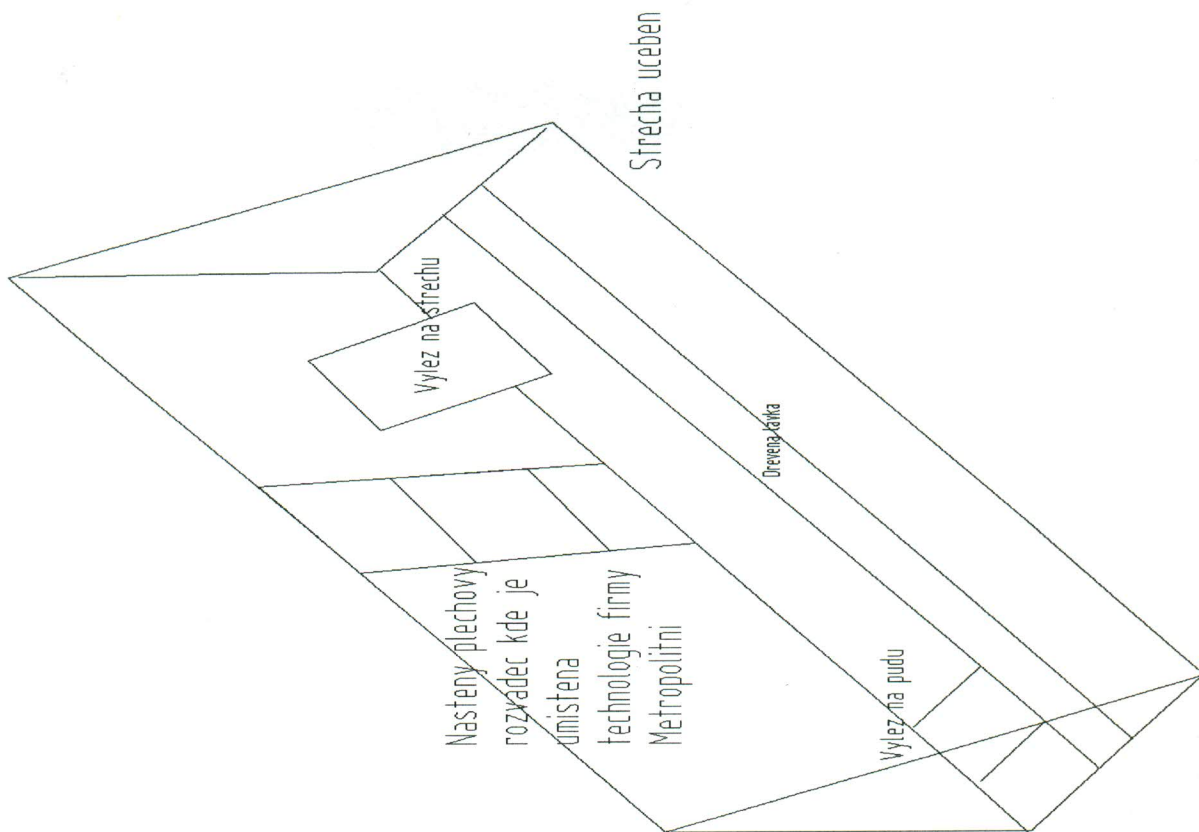 Strecha uceben
Vylez na strechu
Drevena lavka
Nasteny plechovy
rozvadec kde je
umistena
technologie firmy
Metropolitni
Vylez na pudu